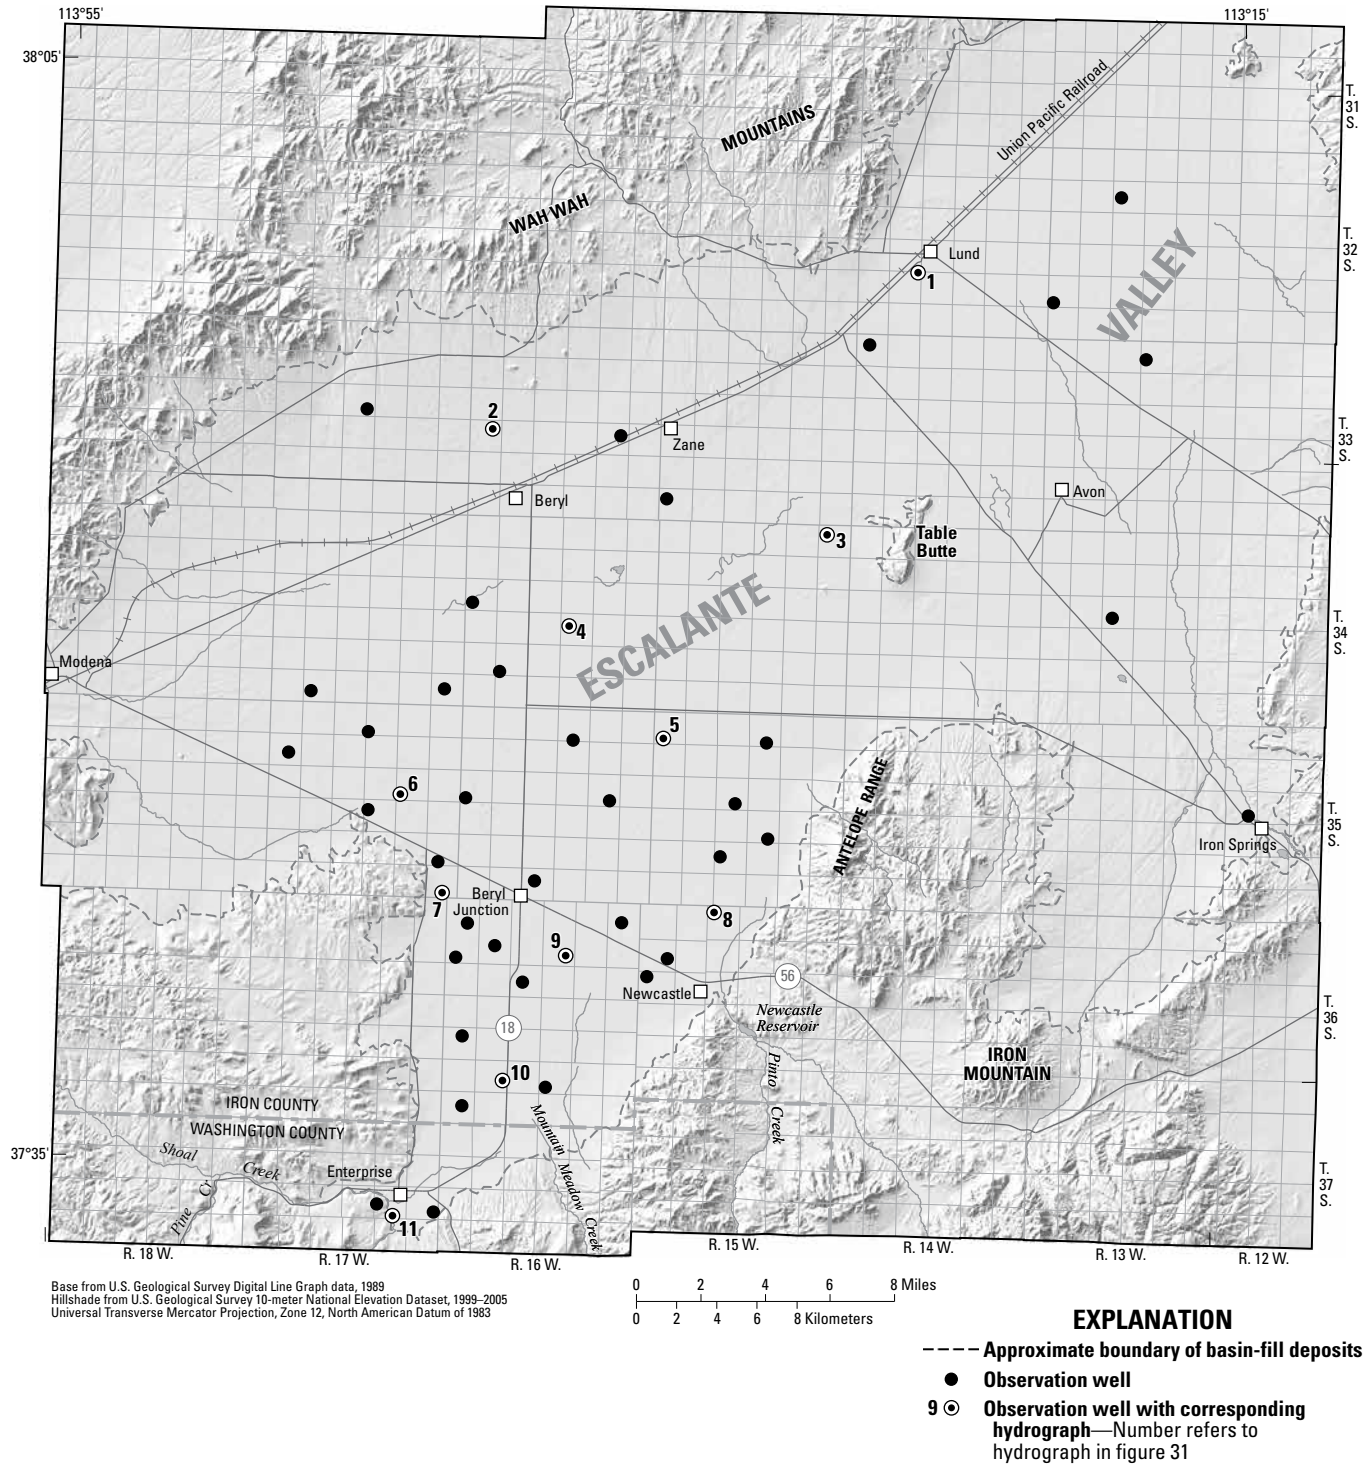 113°55'
113°15'
38°05'
T.
31
S.
Union Pacific Railroad
MOUNTAINS
WAH WAH
T.
32
S.
Lund
1
VALLEY
2
Zane
T.
33
S.
Beryl
Avon
3
Table
Butte
ESCALANTE
4
T.
34
S.
Modena
5
6
ANTELOPE RANGE
T.
35
S.
Iron Springs
7
Beryl
Junction
8
9
56
Newcastle
Newcastle
Reservoir
T.
36
S.
18
IRON
MOUNTAIN
10
Pinto Creek
IRON COUNTY
WASHINGTON COUNTY
Mountain Meadow Creek
37°35'
Shoal Creek
Enterprise
T.
37
S.
Pine Cr
11
R. 18 W.
R. 17 W.
R. 16 W.
R. 15 W.
R. 14 W.
R. 13 W.
R. 12 W.
Base from U.S. Geological Survey Digital Line Graph data, 1989
Hillshade from U.S. Geological Survey 10-meter National Elevation Dataset, 1999–2005
Universal Transverse Mercator Projection, Zone 12, North American Datum of 1983
0 2 4 6 8 Miles
0 2 4 6 8 Kilometers
EXPLANATION
Approximate boundary of basin-fill deposits
Observation well
9 Observation well with corresponding
hydrograph—Number refers to
hydrograph in figure 31